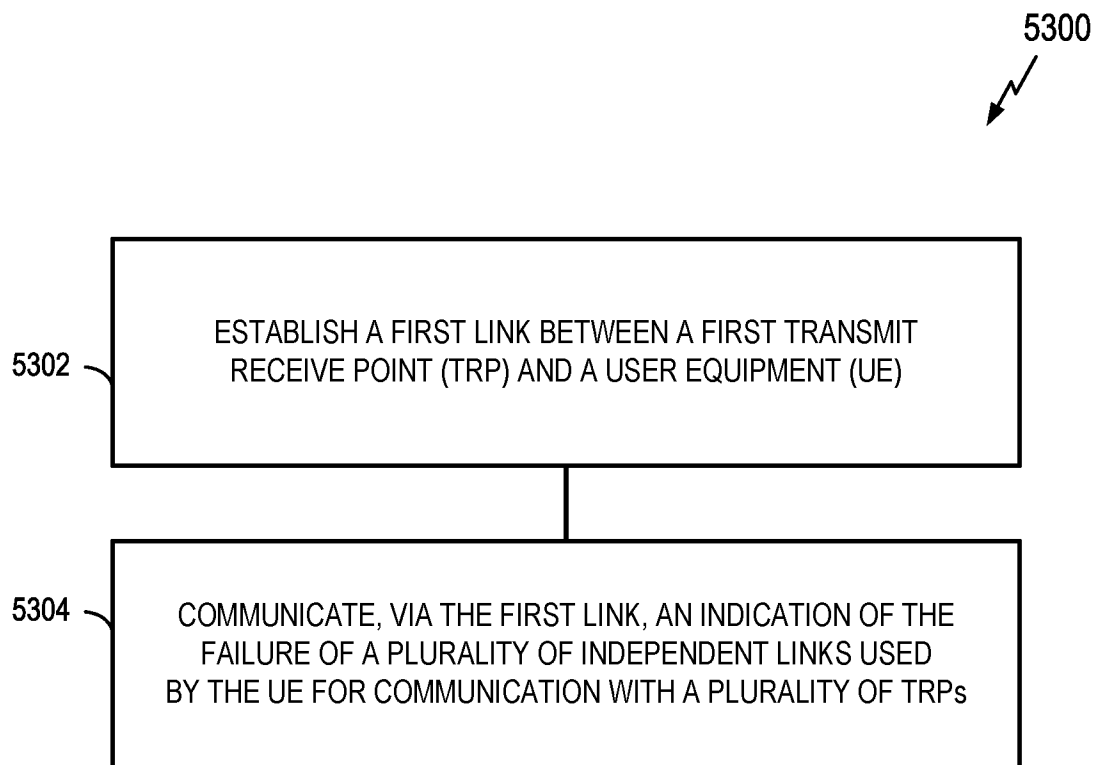 5300
5302
ESTABLISH A FIRST LINK BETWEEN A FIRST TRANSMIT
RECEIVE POINT (TRP) AND A USER EQUIPMENT (UE)
5304
COMMUNICATE, VIA THE FIRST LINK, AN INDICATION OF THE
FAILURE OF A PLURALITY OF INDEPENDENT LINKS USED
BY THE UE FOR COMMUNICATION WITH A PLURALITY OF TRPs